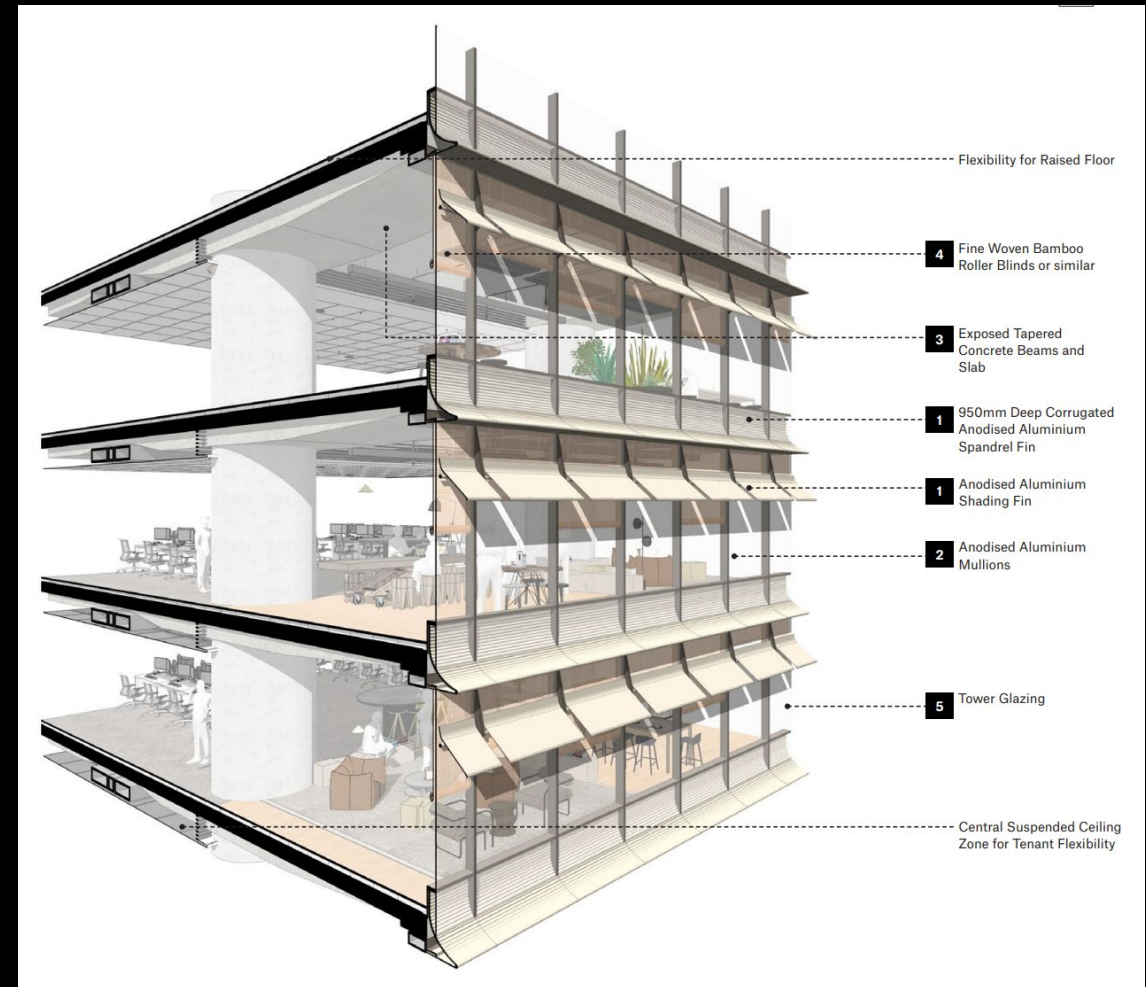 Flexibility for Raised Floor
4 Fine Woven Bamboo
Roller Blinds or similar
3 Exposed Tapered
Concrete Beams and
Slab
1 950mm Deep Corrugated
Anodised Aluminium
Spandrel Fin
1 Anodised Aluminium
Shading Fin
2 Anodised Aluminium
Mullions
5 Tower Glazing
Central Suspended Ceiling
Zone for Tenant Flexibility